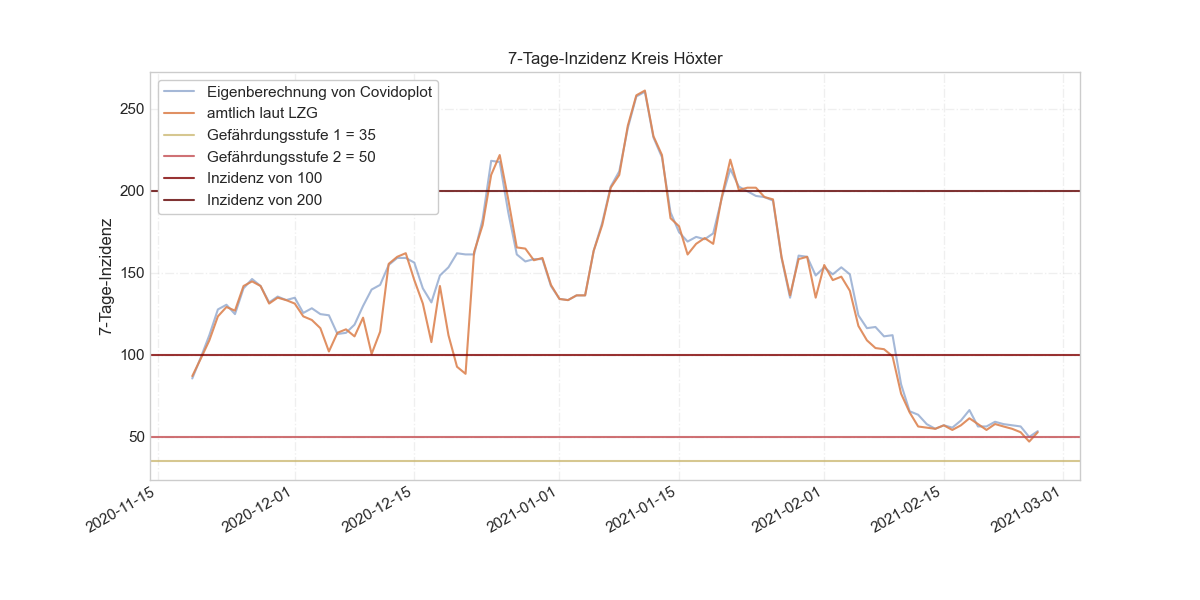 7-Tage-Inzidenz Kreis Höxter
Eigenberechnung von Covidoplot
amtlich laut LZG
Gefährdungsstufe 1 = 35
Gefährdungsstufe 2 = 50
Inzidenz von 100
Inzidenz von 200
7-Tage-Inzidenz
250
200
150
100
50
2020-11-15
2020-12-01
2020-12-15
2021-01-01
2021-01-15
2021-02-01
2021-02-15
2021-03-01